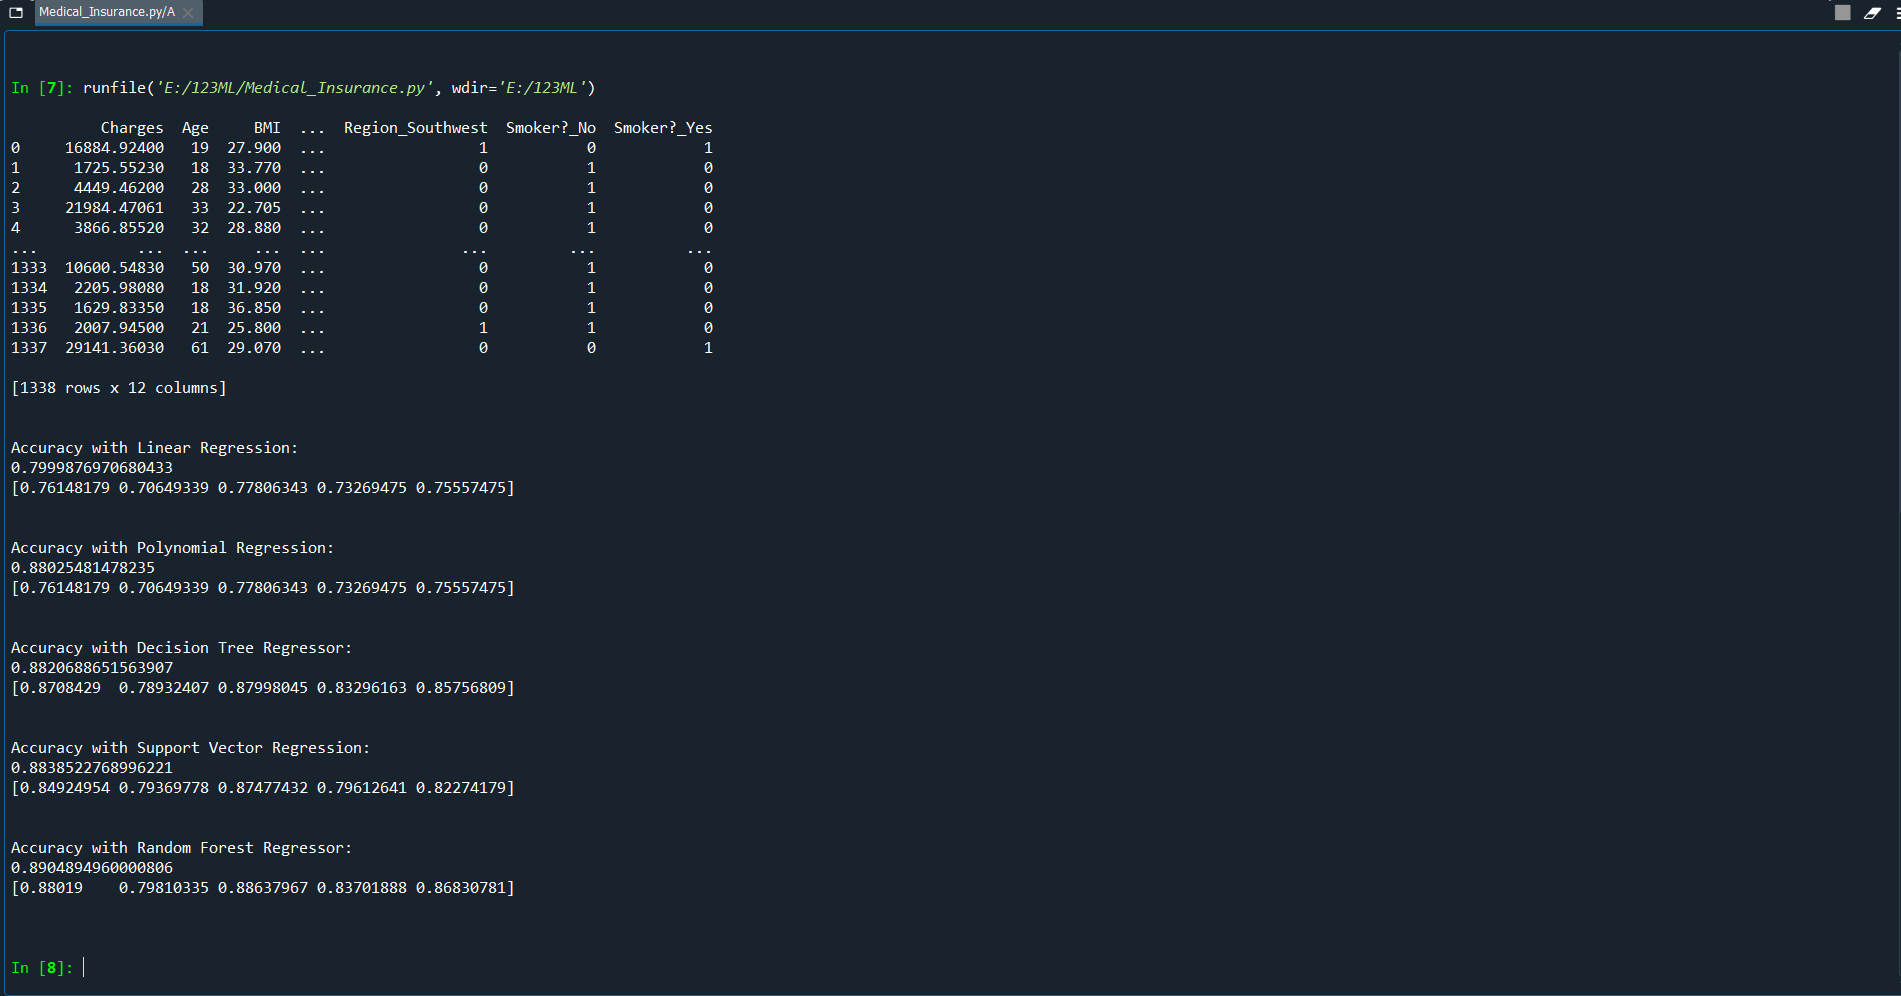 Medical_Insurance.py/A
In [7]: runfile('E:/123ML/Medical_Insurance.py', wdir='E:/123ML')
Charges Age BMI ... Region_Southwest Smoker?_No Smoker?_Yes
0 16884.92400 19 27.900 ... 1 0 1
1 1725.55230 18 33.770 ... 0 1 0
2 4449.46200 28 33.000 ... 0 1 0
3 21984.47061 33 22.705 ... 0 1 0
4 3866.85520 32 28.880 ... 0 1 0
... ... ... ... ... ... ... ...
1333 10600.54830 50 30.970 ... 0 1 0
1334 2205.98080 18 31.920 ... 0 1 0
1335 1629.83350 18 36.850 ... 0 1 0
1336 2007.94500 21 25.800 ... 1 1 0
1337 29141.36030 61 29.070 ... 0 0 1
[1338 rows x 12 columns]
Accuracy with Linear Regression:
0.7999876970680433
[0.76148179 0.70649339 0.77806343 0.73269475 0.75557475]
Accuracy with Polynomial Regression:
0.88025481478235
[0.76148179 0.70649339 0.77806343 0.73269475 0.75557475]
Accuracy with Decision Tree Regressor:
0.8820688651563907
[0.8708429 0.78932407 0.87998045 0.83296163 0.85756809]
Accuracy with Support Vector Regression:
0.8838522768996221
[0.84924954 0.79369778 0.87477432 0.79612641 0.82274179]
Accuracy with Random Forest Regressor:
0.8904894960000806
[0.88019 0.79810335 0.88637967 0.83701888 0.86830781]
In [8]: